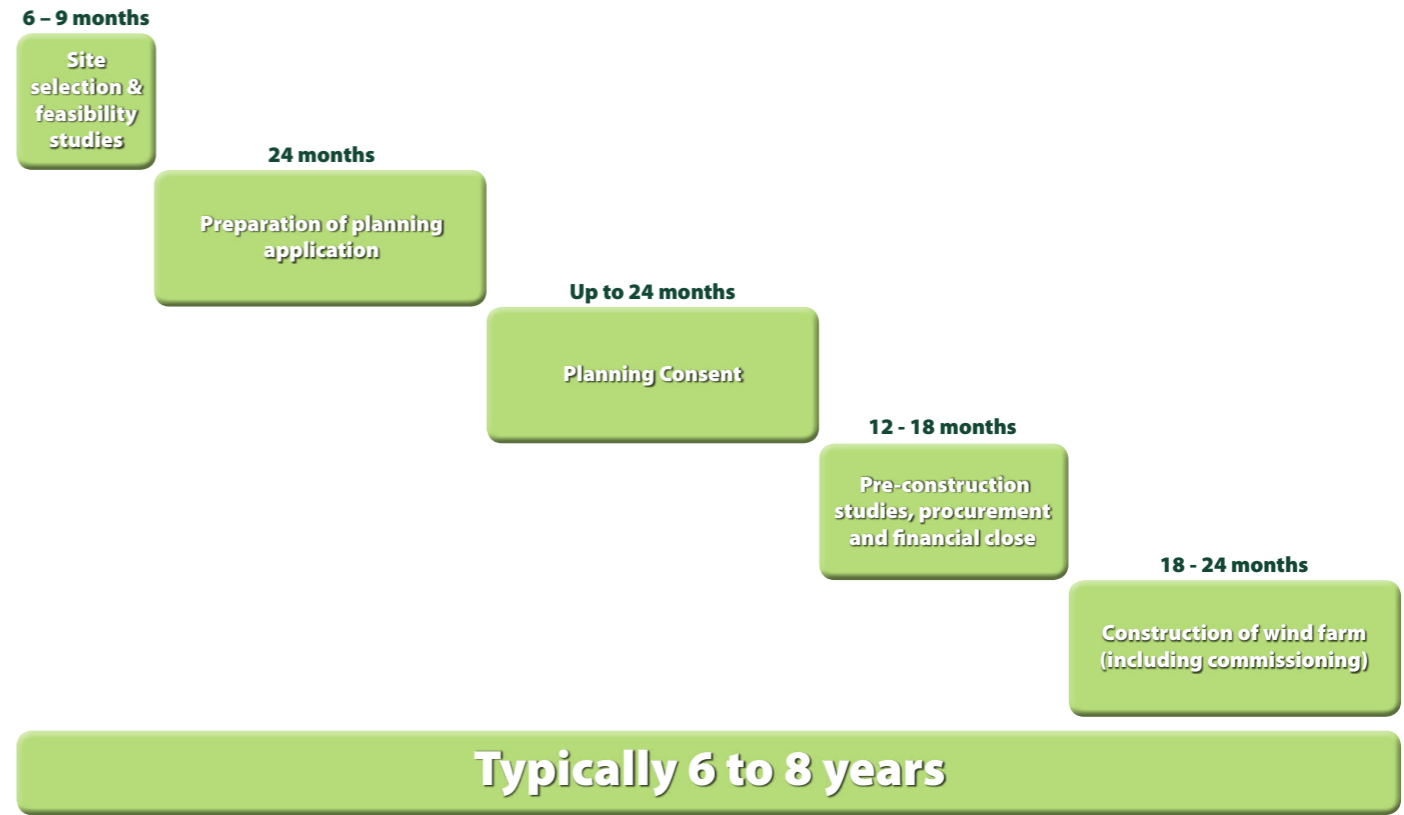 6 – 9 months
Site
selection &
feasibility
studies
24 months
Preparation of planning
application
Up to 24 months
Planning Consent
12 - 18 months
Pre-construction
studies, procurement
and financial close
18 - 24 months
Construction of wind farm
(including commissioning)
Typically 6 to 8 years